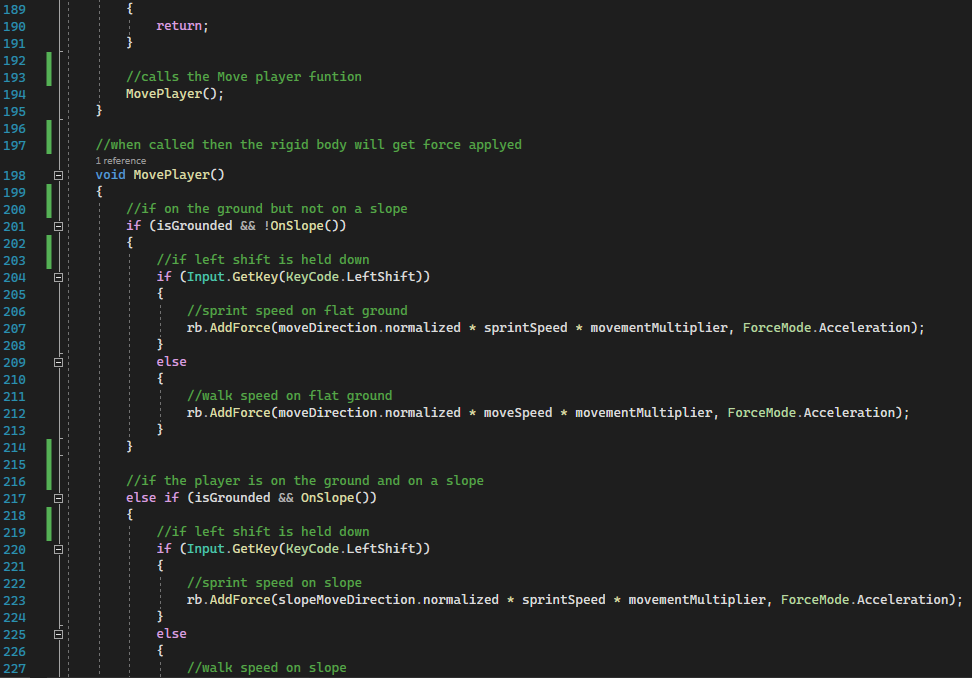 189 {
190 return;
191 }
192
193 //calls the Move player funtion
194 MovePlayer();
195 }
196
197 //when called then the rigid body will get force applyed
1 reference
198 void MovePlayer()
199 {
200 //if on the ground but not on a slope
201 if (isGrounded && !OnSlope())
202 {
203 //if left shift is held down
204 if (Input.GetKey(KeyCode.LeftShift))
205 {
206 //sprint speed on flat ground
207 rb.AddForce(moveDirection.normalized * sprintSpeed * movementMultiplier, ForceMode.Acceleration);
208 }
209 else
210 {
211 //walk speed on flat ground
212 rb.AddForce(moveDirection.normalized * moveSpeed * movementMultiplier, ForceMode.Acceleration);
213 }
214 }
215
216 //if the player is on the ground and on a slope
217 else if (isGrounded && OnSlope())
218 {
219 //if left shift is held down
220 if (Input.GetKey(KeyCode.LeftShift))
221 {
222 //sprint speed on slope
223 rb.AddForce(slopeMoveDirection.normalized * sprintSpeed * movementMultiplier, ForceMode.Acceleration);
224 }
225 else
226 {
227 //walk speed on slope